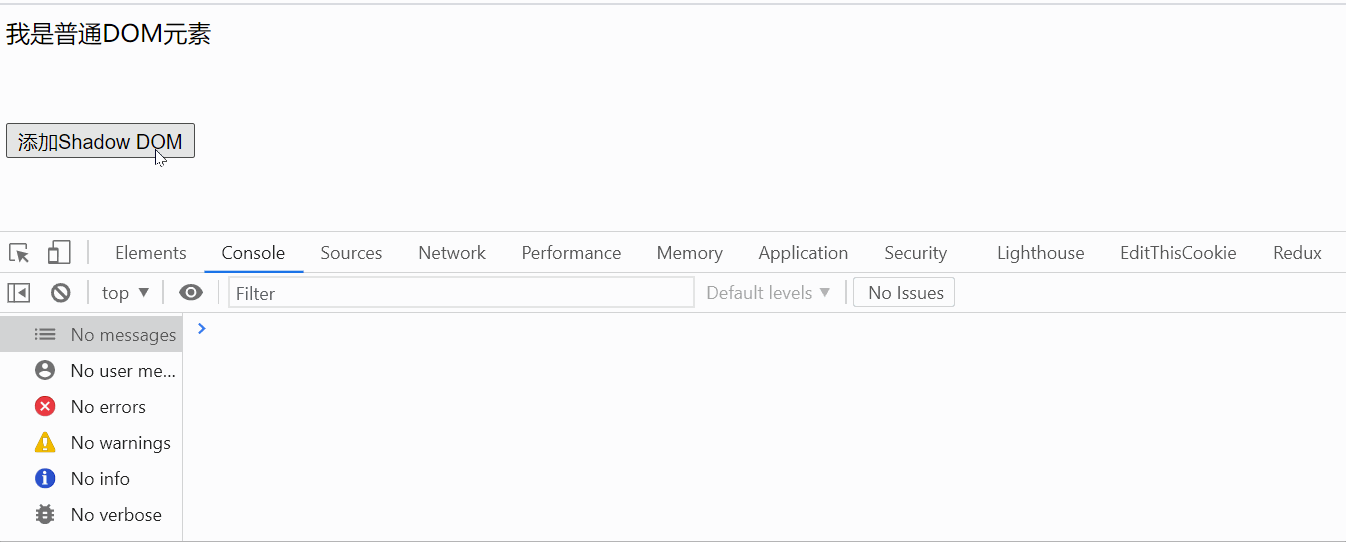 我是普通DOM元素
添加Shadow DOM
Elements Console Sources Network Performance Memory Application Security Lighthouse EditThisCookie Redux
top Filter Default levels No Issues
No messages
No user me...
No errors
No warnings
No info
No verbose